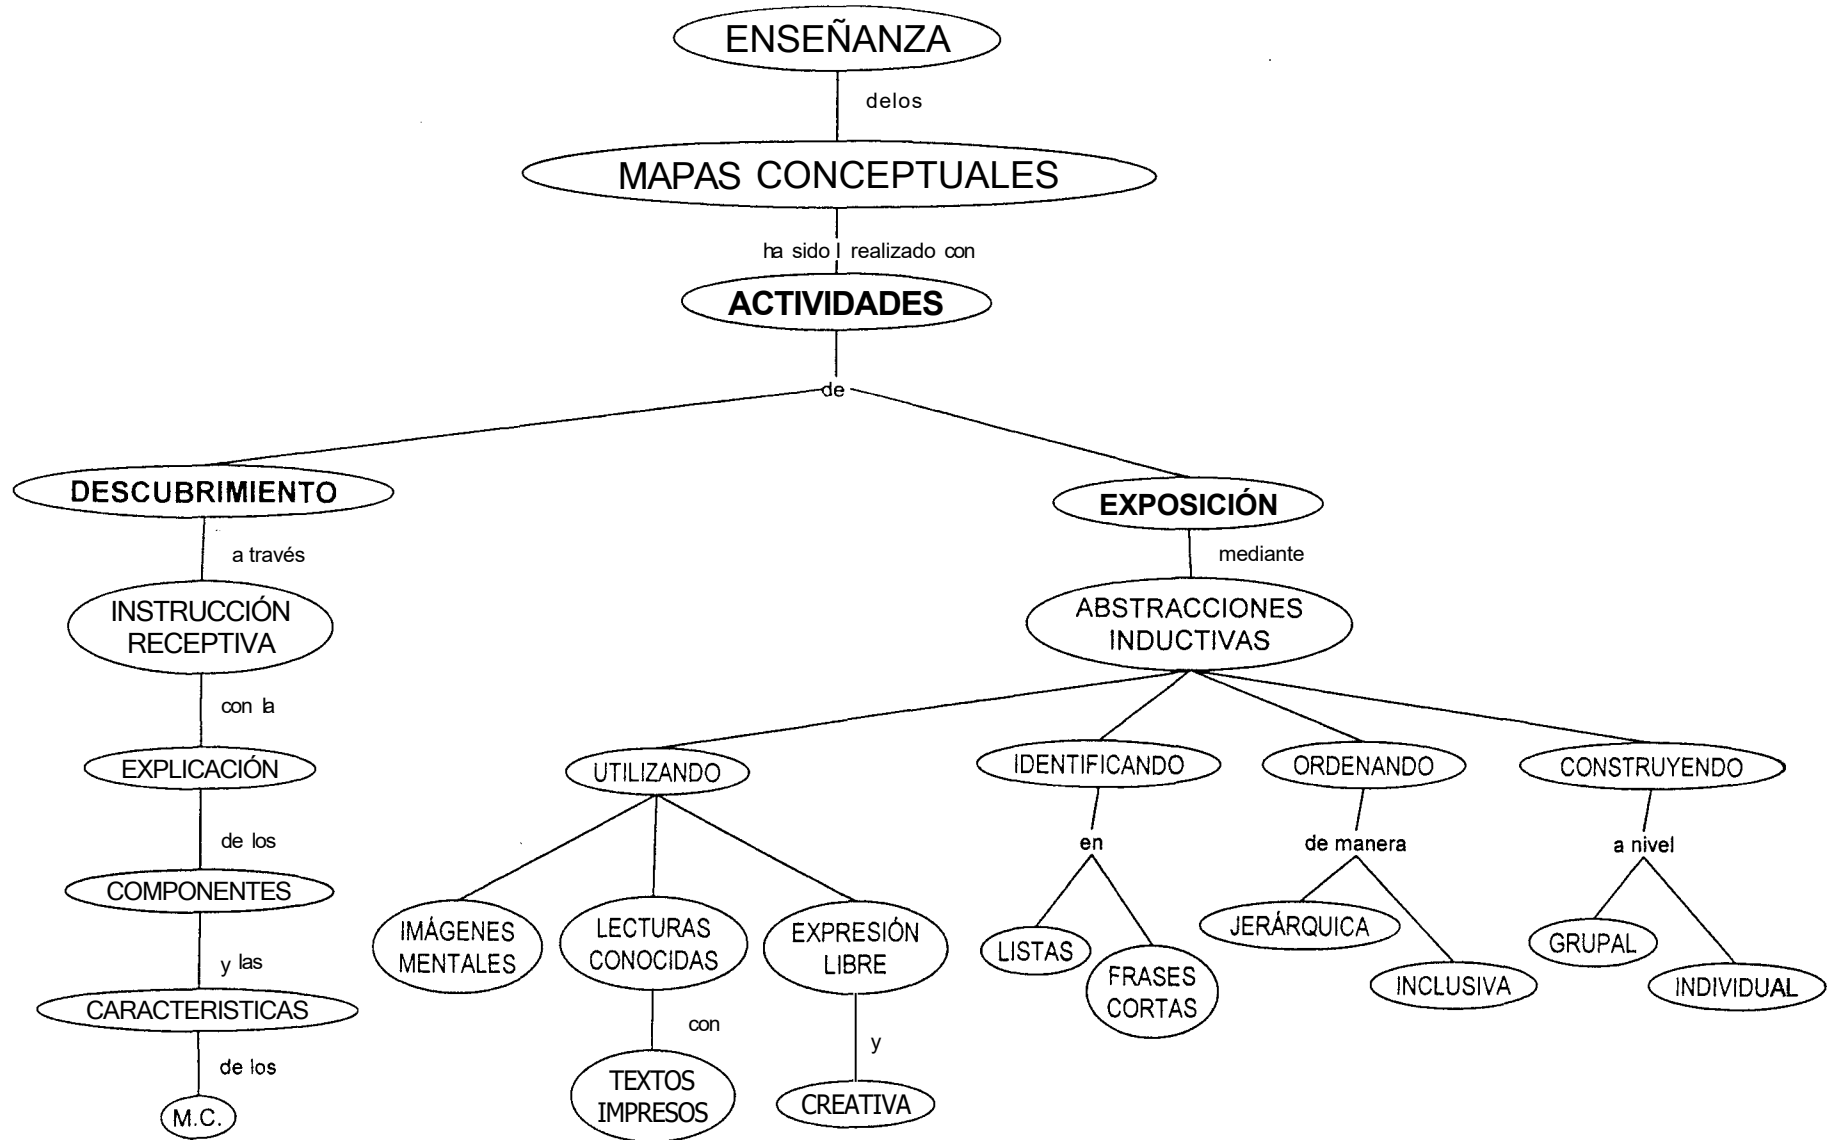 ENSEÑANZA
delos
MAPAS CONCEPTUALES
ha sido realizado con
ACTIVIDADES
de
DESCUBRIMIENTO
EXPOSICIÓN
a través
mediante
INSTRUCCIÓN
RECEPTIVA
ABSTRACCIONES
INDUCTIVAS
con la
EXPLICACIÓN
UTILIZANDO
IDENTIFICANDO
ORDENANDO
CONSTRUYENDO
de los
en
de manera
a nivel
COMPONENTES
IMÁGENES
MENTALES
LECTURAS
CONOCIDAS
EXPRESIÓN
LIBRE
LISTAS
FRASES
CORTAS
JERÁRQUICA
INCLUSIVA
GRUPAL
INDIVIDUAL
y las
CARACTERISTICAS
con
y
de los
TEXTOS
IMPRESOS
CREATIVA
M.C.